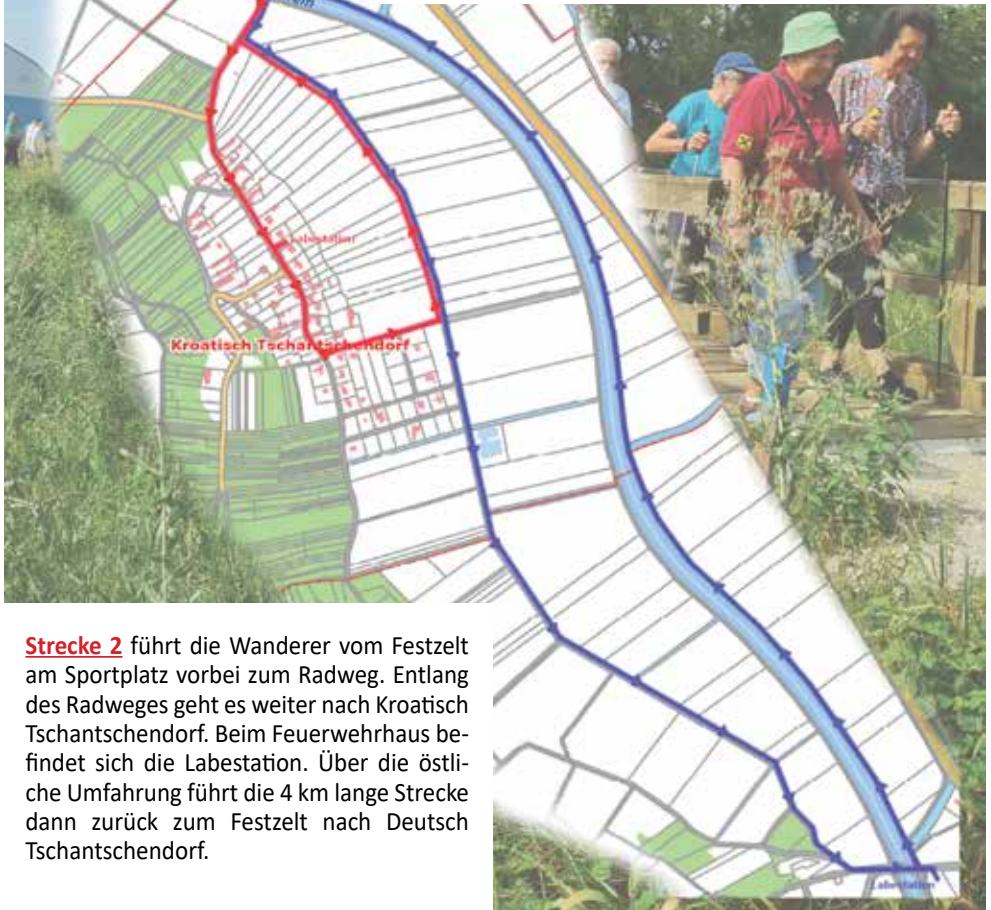 Labestation
Kroatisch Tschantschendorf
Strecke 2 führt die Wanderer vom Festzelt
am Sportplatz vorbei zum Radweg. Entlang
des Radweges geht es weiter nach Kroatisch
Tschantschendorf. Beim Feuerwehrhaus be-
findet sich die Labestation. Über die östli-
che Umfahrung führt die 4 km lange Strecke
dann zurück zum Festzelt nach Deutsch
Tschantschendorf.
Labestation